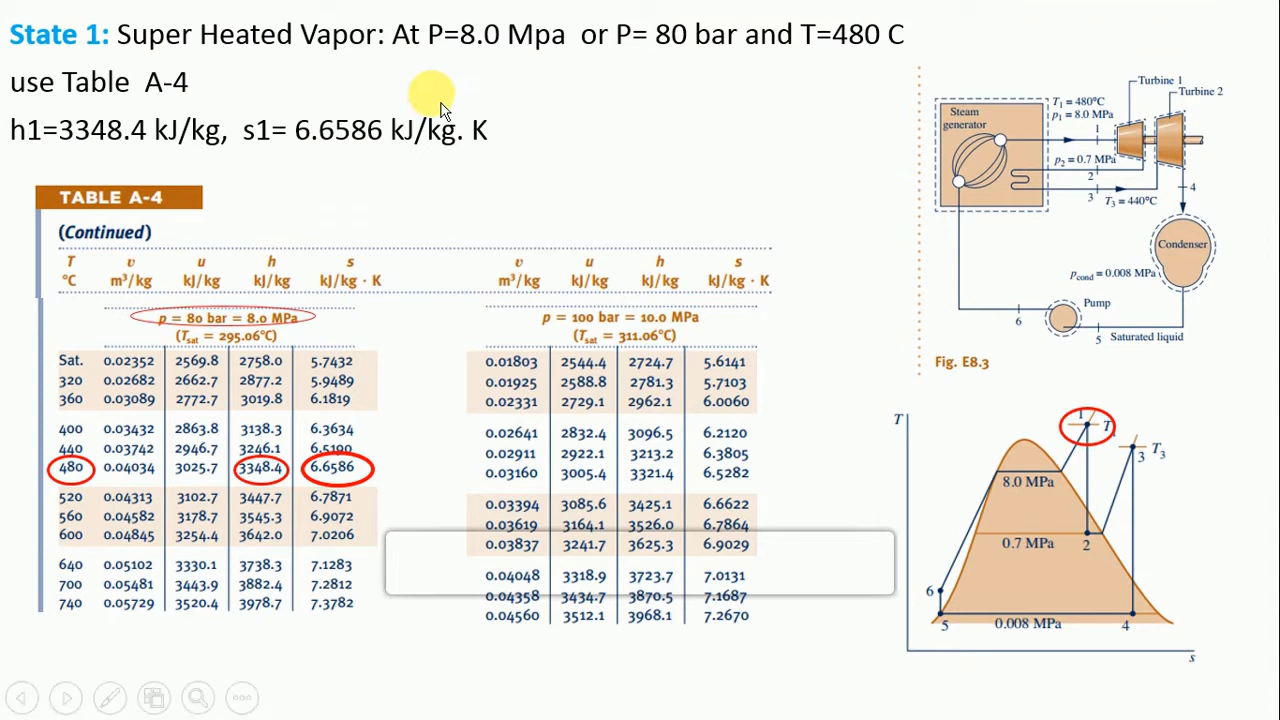 State 1: Super Heated Vapor: At P=8.0 Mpa or P= 80 bar and T=480 C
use Table A-4
h1=3348.4 kJ/kg, s1= 6.6586 kJ/kg. K
TABLE A-4
(Continued)
T v u h s v u h s
°C m³/kg kJ/kg kJ/kg kJ/kg · K m³/kg kJ/kg kJ/kg kJ/kg · K
p = 80 bar = 8.0 MPa p = 100 bar = 10.0 MPa
(Tsat = 295.06°C) (Tsat = 311.06°C)
Sat. 0.02352 2569.8 2758.0 5.7432 0.01803 2544.4 2724.7 5.6141
320 0.02682 2662.7 2877.2 5.9489 0.01925 2588.8 2781.3 5.7103
360 0.03089 2772.7 3019.8 6.1819 0.02331 2729.1 2962.1 6.0060
400 0.03432 2863.8 3138.3 6.3634 0.02641 2832.4 3096.5 6.2120
440 0.03742 2946.7 3246.1 6.5190 0.02911 2922.1 3213.2 6.3805
480 0.04034 3025.7 3348.4 6.6586 0.03160 3005.4 3321.4 6.5282
520 0.04313 3102.7 3447.7 6.7871 0.03394 3085.6 3425.1 6.6622
560 0.04582 3178.7 3545.3 6.9072 0.03619 3164.1 3526.0 6.7864
600 0.04845 3254.4 3642.0 7.0206 0.03837 3241.7 3625.3 6.9029
640 0.05102 3330.1 3738.3 7.1283 0.04048 3318.9 3723.7 7.0131
700 0.05481 3443.9 3882.4 7.2812 0.04358 3434.7 3870.5 7.1687
740 0.05729 3520.4 3978.7 7.3782 0.04560 3512.1 3968.1 7.2670
Turbine 1
Turbine 2
Steam
generator
T1 = 480°C
p1 = 8.0 MPa
1
p2 = 0.7 MPa
2
3
T3 = 440°C
4
Condenser
pcond = 0.008 MPa
Pump
6
5
Saturated liquid
Fig. E8.3
T
1
T
3
T3
8.0 MPa
0.7 MPa
2
6
5
0.008 MPa
4
s